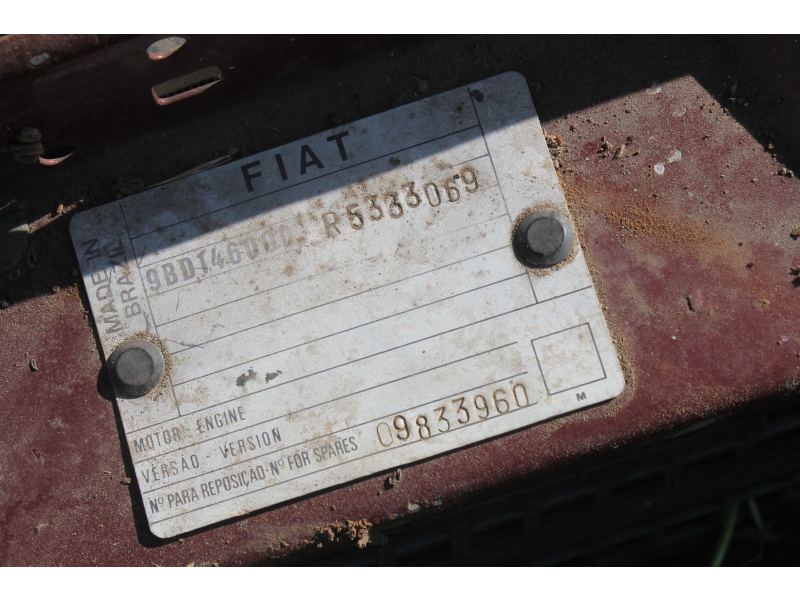 FIAT
MADE IN
BRAZIL
9BD146000 R5333069
MOTOR - ENGINE
VERSÃO - VERSION
Nº PARA REPOSIÇÃO-Nº FOR SPARES 09833960
M